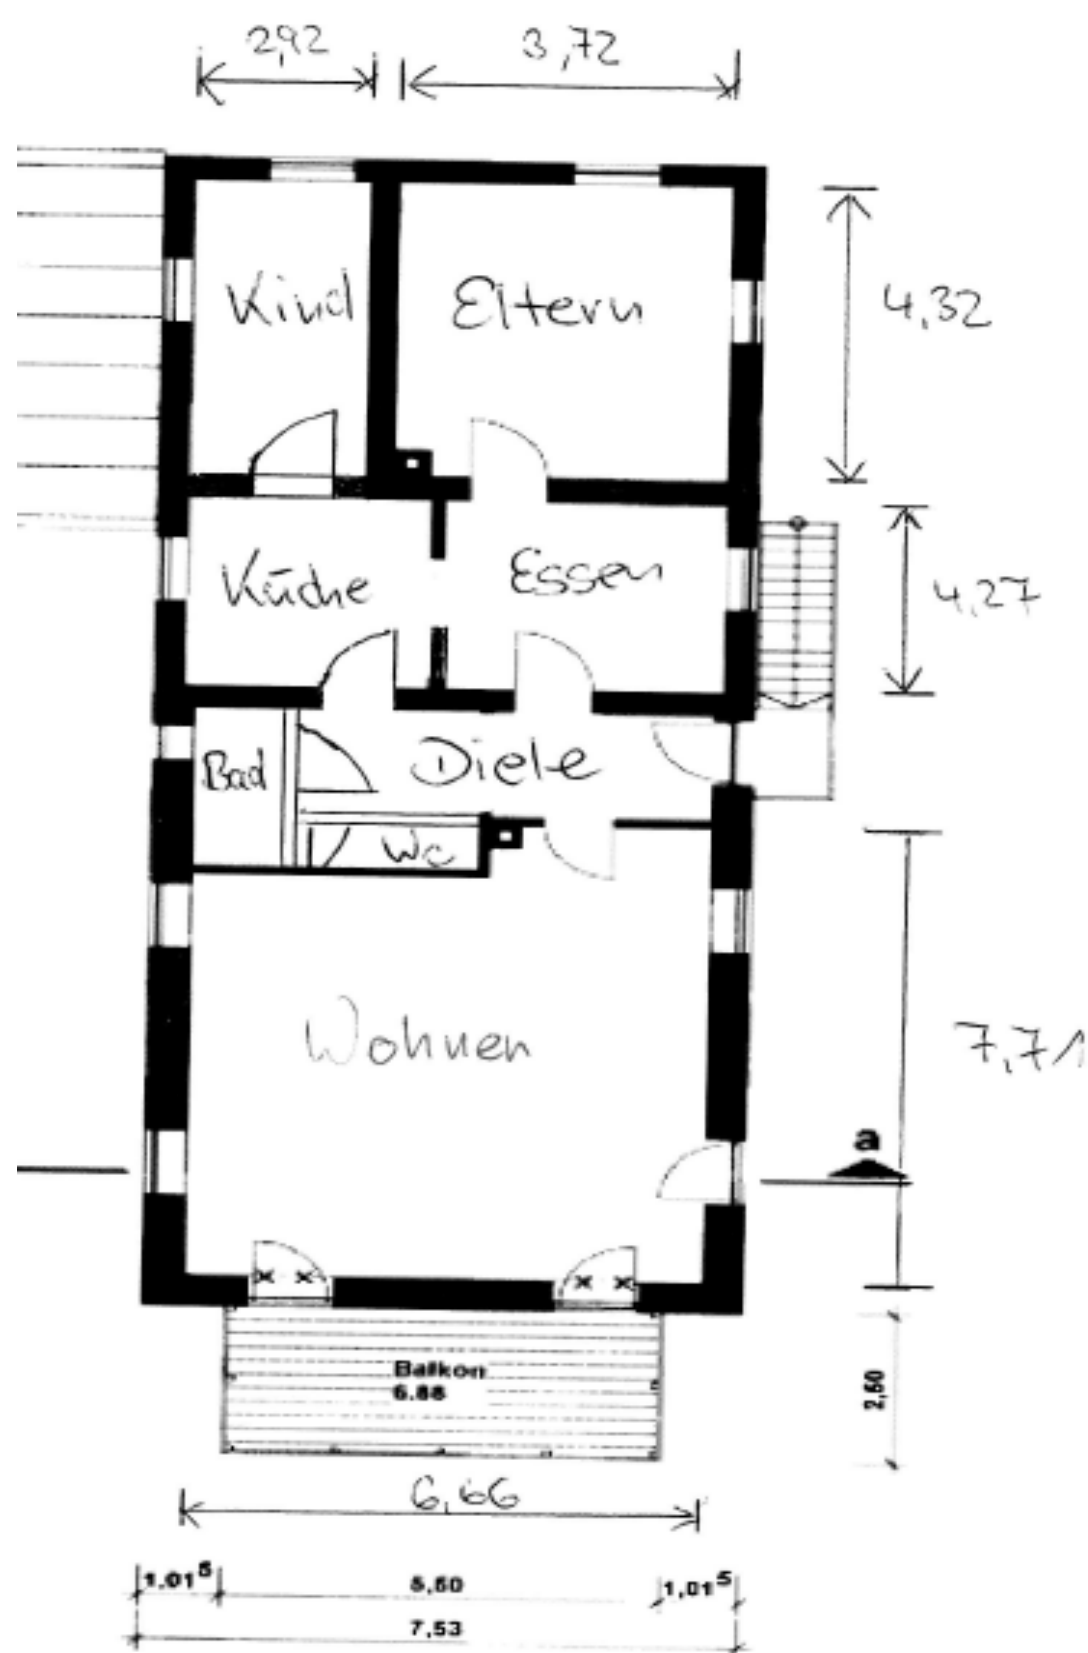 2,92 3,72
Kind Eltern 4,32
Küche Essen 4,27
Bad Diele
Wc
Wohnen 7,71
a
Balkon
6.88
2,50
6,66
1.01⁵ 5,50 1,01⁵
7,53